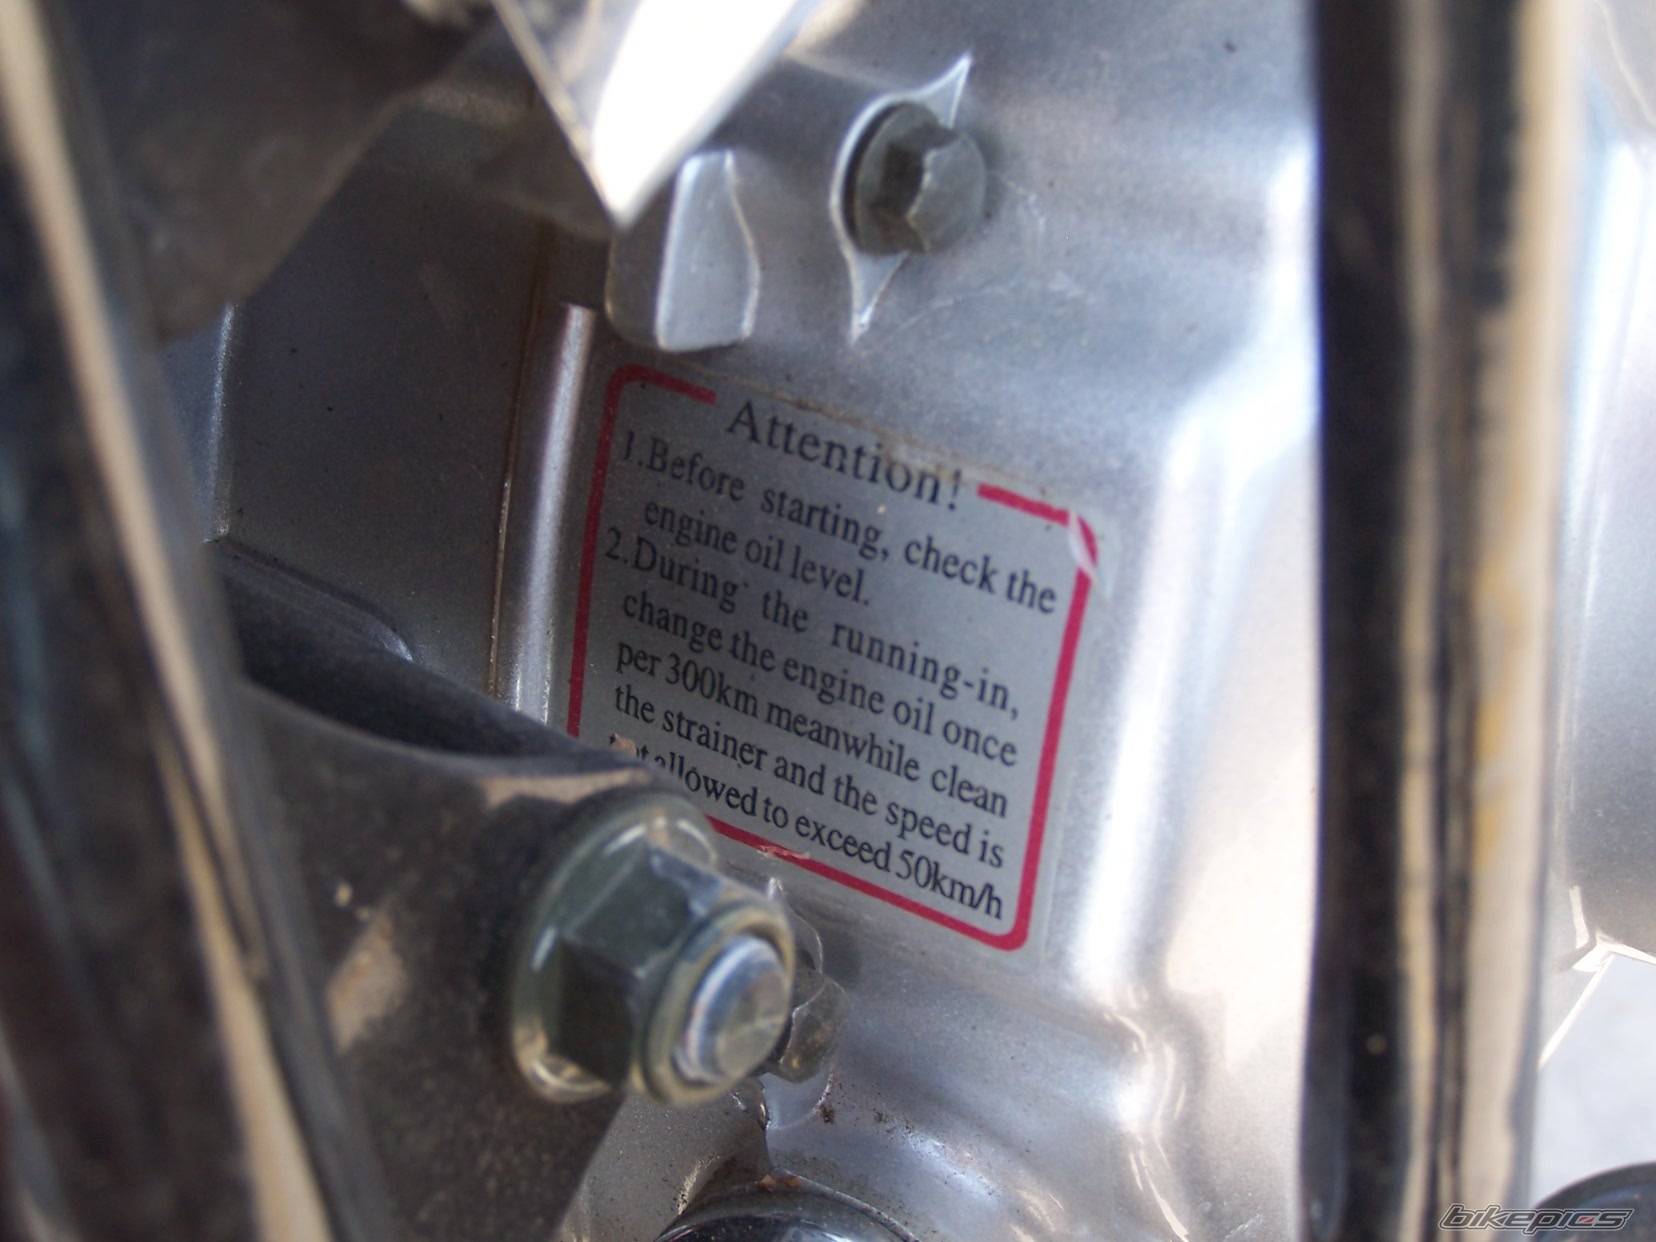 Attention!
1.Before starting, check the
engine oil level.
2.During the running-in,
change the engine oil once
per 300km meanwhile clean
the strainer and the speed is
not allowed to exceed 50km/h
bikepics